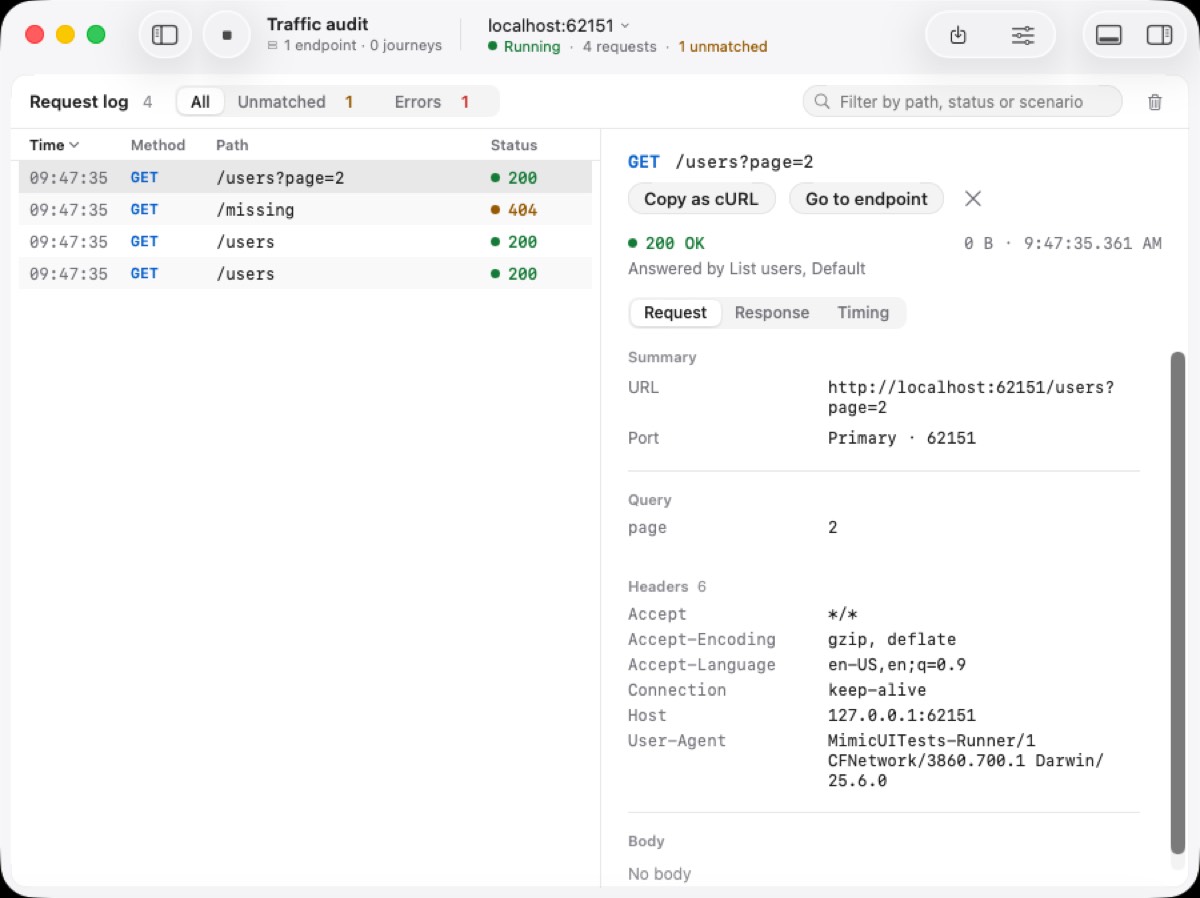 Traffic audit
1 endpoint · 0 journeys
localhost:62151
Running · 4 requests · 1 unmatched
Request log 4
All
Unmatched 1
Errors 1
Filter by path, status or scenario
Time Method Path Status
09:47:35 GET /users?page=2 200
09:47:35 GET /missing 404
09:47:35 GET /users 200
09:47:35 GET /users 200
GET /users?page=2
Copy as cURL
Go to endpoint
200 OK
0 B · 9:47:35.361 AM
Answered by List users, Default
Request Response Timing
Summary
URL http://localhost:62151/users?
page=2
Port Primary · 62151
Query
page 2
Headers 6
Accept */*
Accept-Encoding gzip, deflate
Accept-Language en-US,en;q=0.9
Connection keep-alive
Host 127.0.0.1:62151
User-Agent MimicUITests-Runner/1
CFNetwork/3860.700.1 Darwin/
25.6.0
Body
No body